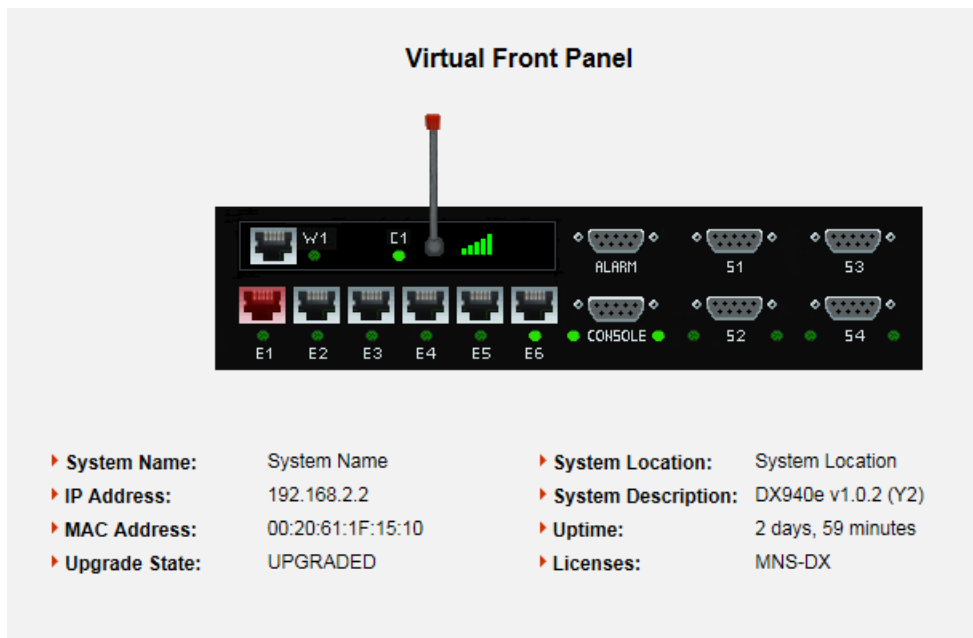 Virtual Front Panel
W1 C1
ALARM S1 S3
CONSOLE S2 S4
E1 E2 E3 E4 E5 E6
System Name: System Name
IP Address: 192.168.2.2
MAC Address: 00:20:61:1F:15:10
Upgrade State: UPGRADED
System Location: System Location
System Description: DX940e v1.0.2 (Y2)
Uptime: 2 days, 59 minutes
Licenses: MNS-DX